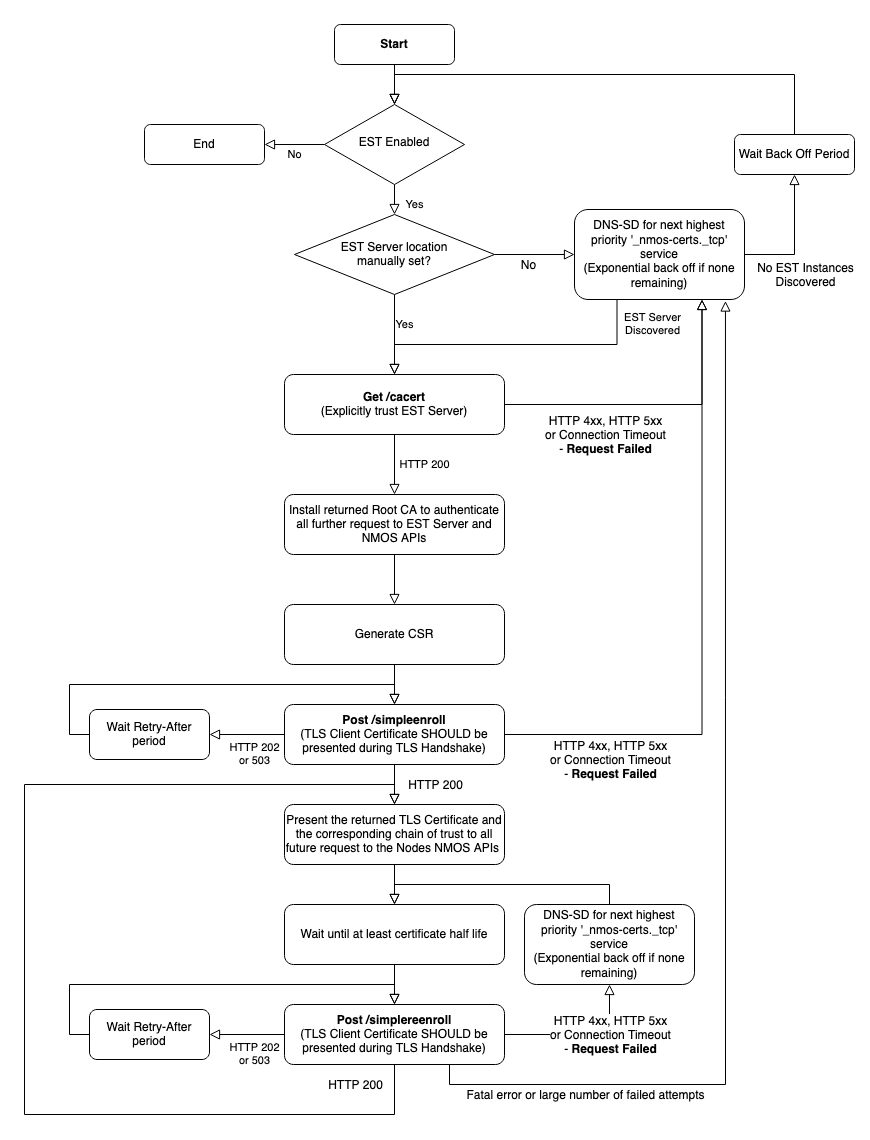 Start
EST Enabled
End
No
Wait Back Off Period
Yes
EST Server location
manually set?
No
DNS-SD for next highest
priority '_nmos-certs._tcp'
service
(Exponential back off if none
remaining)
No EST Instances
Discovered
Yes
EST Server
Discovered
Get /cacert
(Explicitly trust EST Server)
HTTP 4xx, HTTP 5xx
or Connection Timeout
- Request Failed
HTTP 200
Install returned Root CA to authenticate
all further request to EST Server and
NMOS APIs
Generate CSR
Wait Retry-After
period
HTTP 202
or 503
Post /simpleenroll
(TLS Client Certificate SHOULD be
presented during TLS Handshake)
HTTP 4xx, HTTP 5xx
or Connection Timeout
- Request Failed
HTTP 200
Present the returned TLS Certificate and
the corresponding chain of trust to all
future request to the Nodes NMOS APIs
Wait until at least certificate half life
DNS-SD for next highest
priority '_nmos-certs._tcp'
service
(Exponential back off if none
remaining)
Wait Retry-After
period
HTTP 202
or 503
Post /simplereenroll
(TLS Client Certificate SHOULD be
presented during TLS Handshake)
HTTP 4xx, HTTP 5xx
or Connection Timeout
- Request Failed
HTTP 200
Fatal error or large number of failed attempts